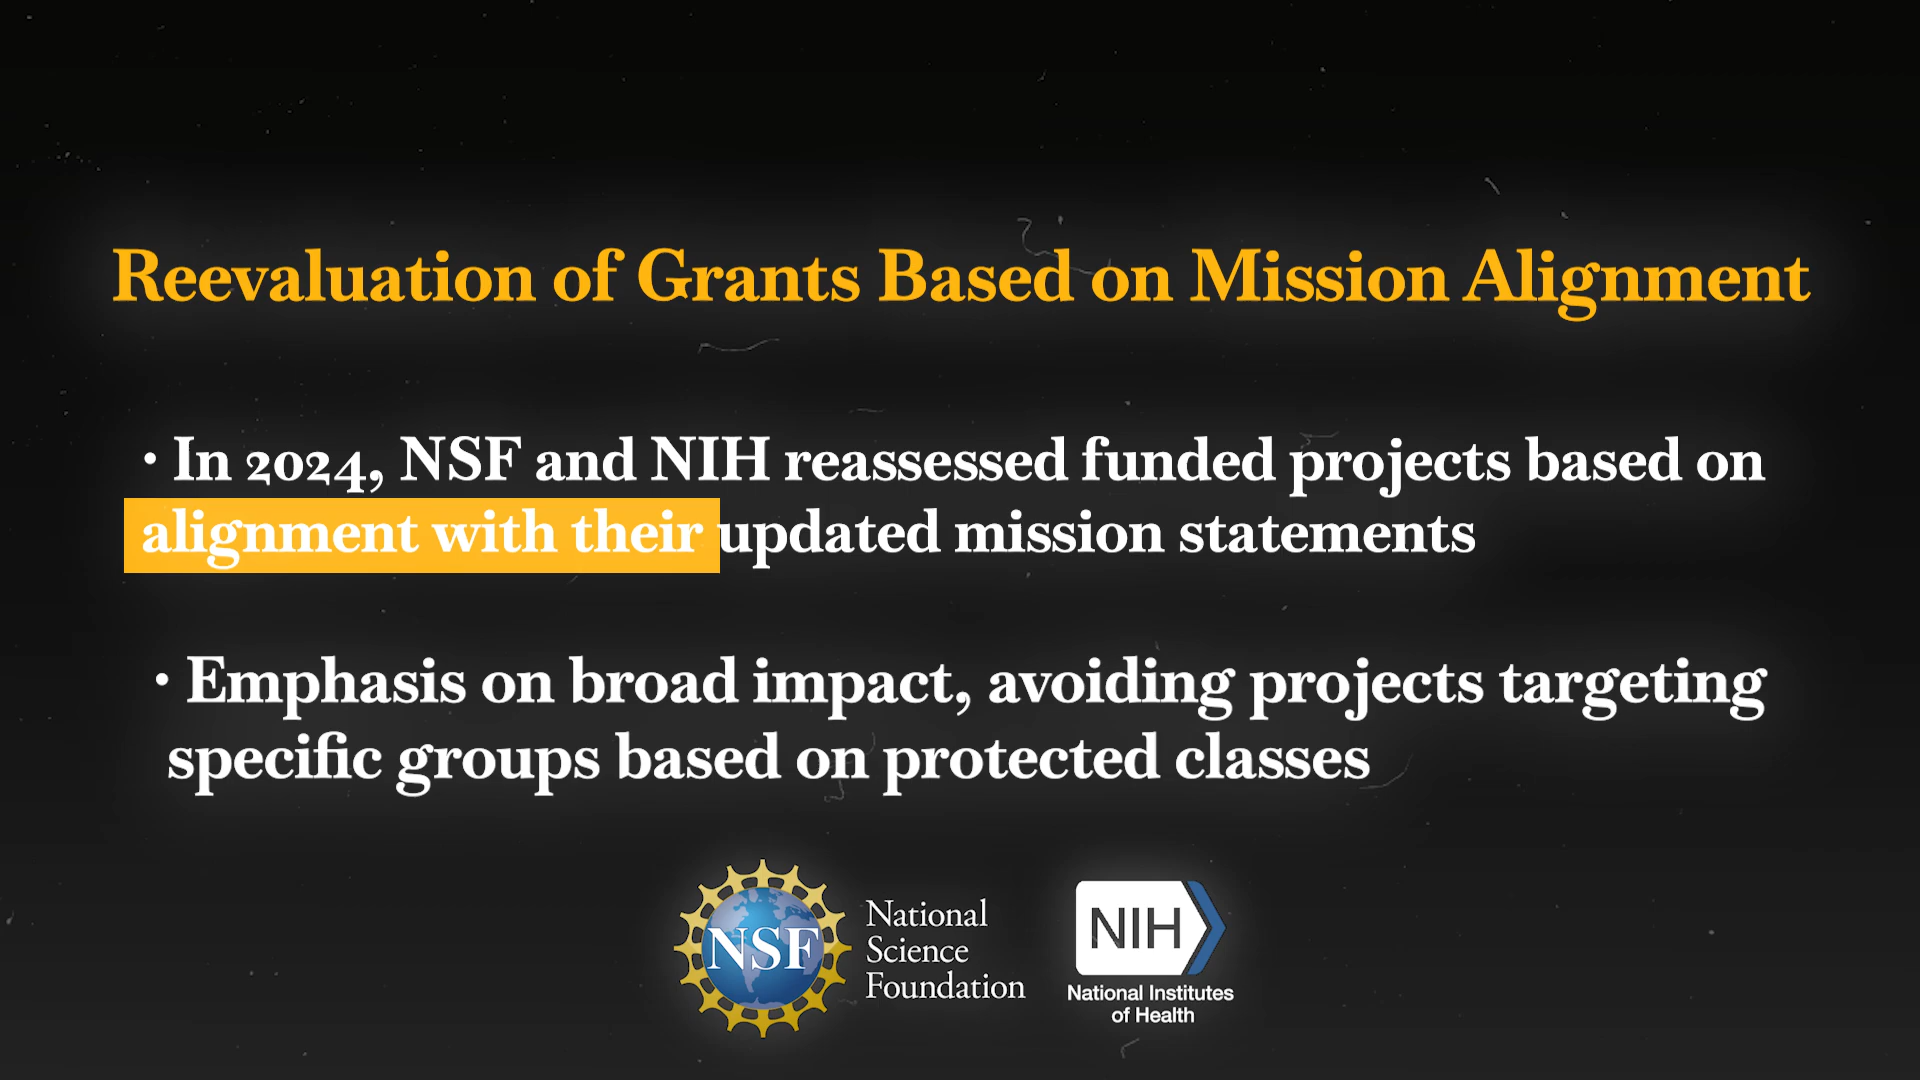 Reevaluation of Grants Based on Mission Alignment
· In 2024, NSF and NIH reassessed funded projects based on
alignment with their updated mission statements
· Emphasis on broad impact, avoiding projects targeting
specific groups based on protected classes
NSF
National
Science
Foundation
NIH
National Institutes
of Health